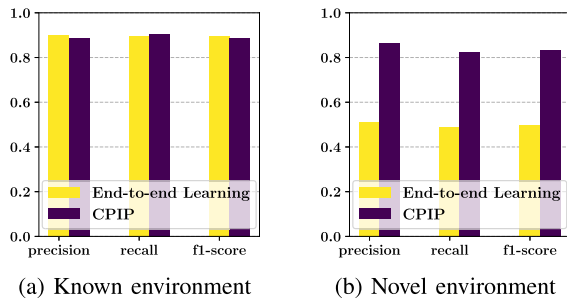 1.0
0.8
0.6
0.4
0.2
0.0
End-to-end Learning
CPIP
precision recall f1-score
(a) Known environment
1.0
0.8
0.6
0.4
0.2
0.0
End-to-end Learning
CPIP
precision recall f1-score
(b) Novel environment